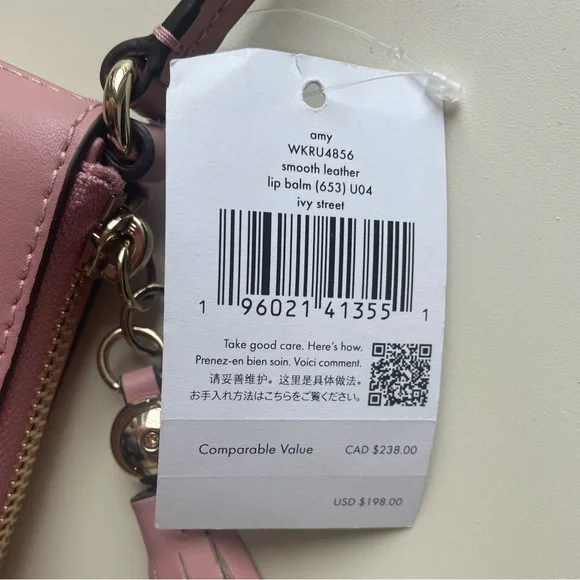 amy
WKRU4856
smooth leather
lip balm (653) U04
ivy street
1 96021 41355 1
Take good care. Here's how.
Prenez-en bien soin. Voici comment.
请妥善维护。这里是具体做法。
お手入れ方法はこちらをご覧ください。
Comparable Value CAD $238.00
USD $198.00